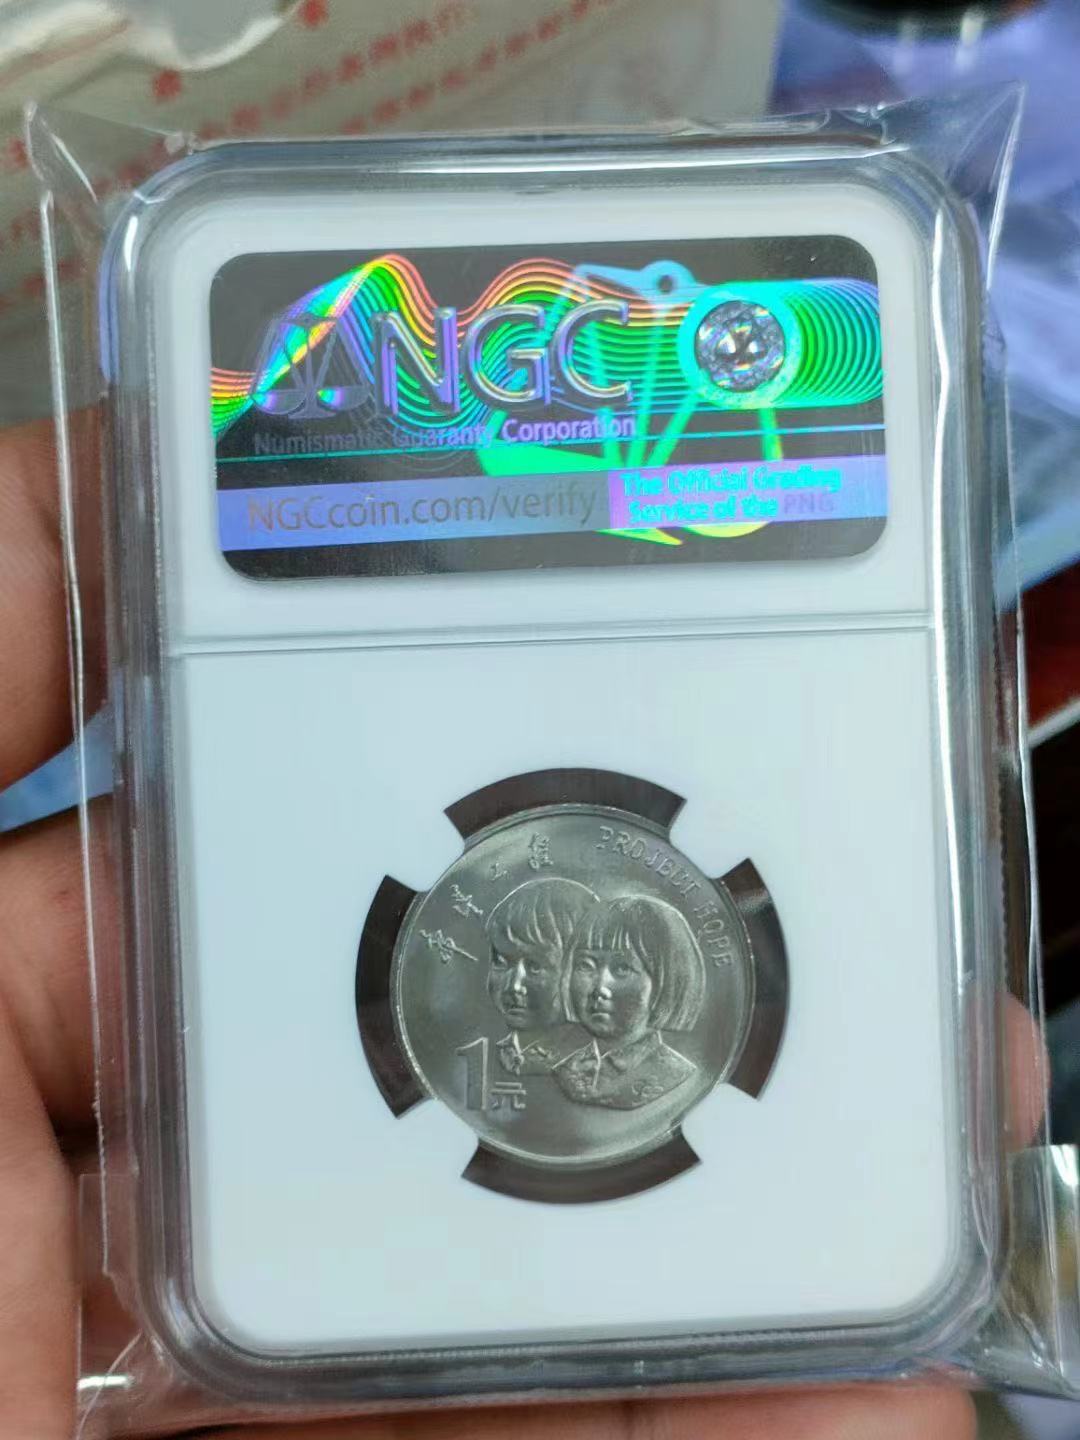 NGC
Numismatic Guaranty Corporation
NGCcoin.com/verify
The Official Grading
Service of the PNG
希望工程 PROJECT HOPE
1元